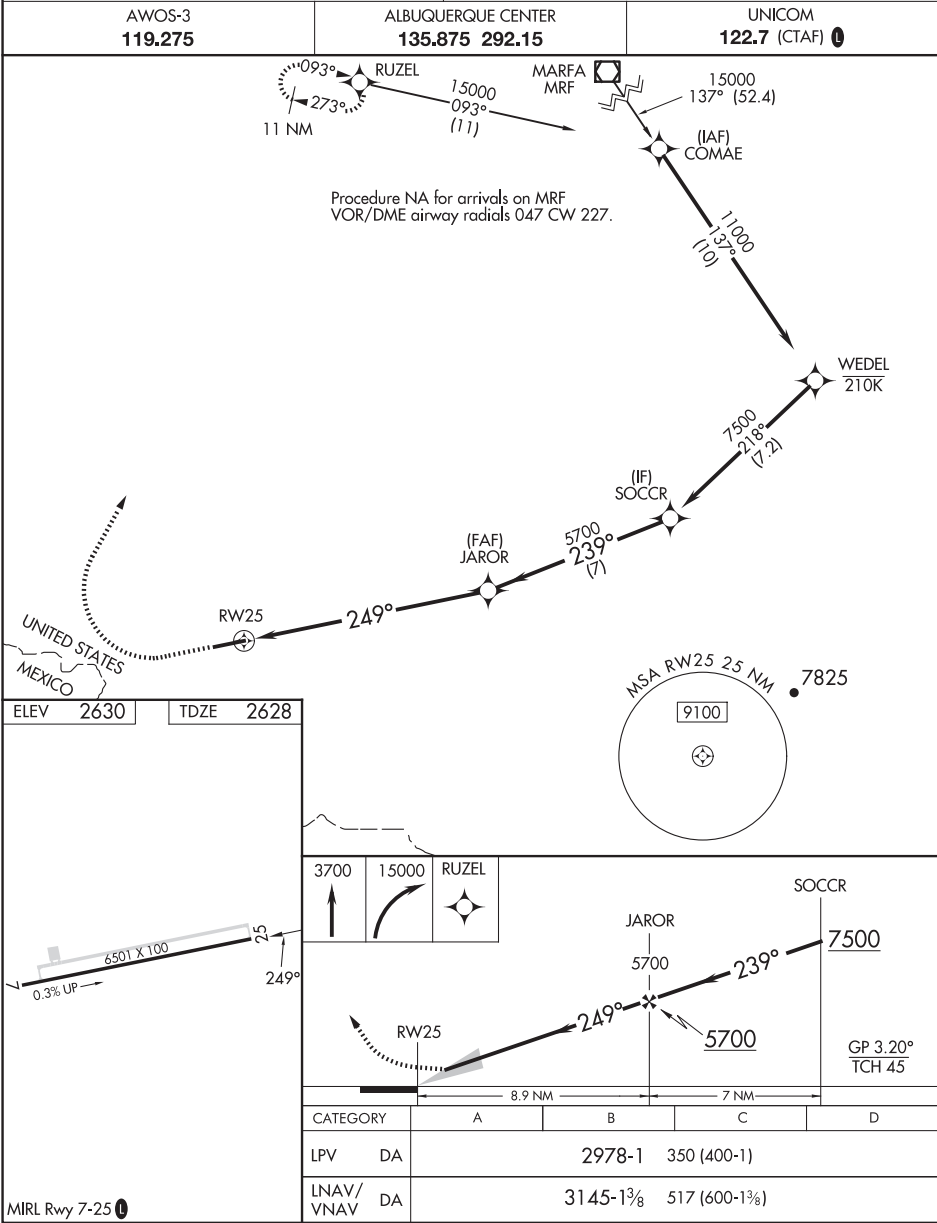 AWOS-3
119.275
ALBUQUERQUE CENTER
135.875 292.15
UNICOM
122.7 (CTAF) L
093°
273°
11 NM
RUZEL
15000
093°
(11)
MARFA
MRF
15000
137° (52.4)
(IAF)
COMAE
Procedure NA for arrivals on MRF
VOR/DME airway radials 047 CW 227.
11000
137°
(10)
WEDEL
210K
7500
218°
(7.2)
(IF)
SOCCR
5700
239°
(7)
(FAF)
JAROR
249°
RW25
UNITED STATES
MEXICO
MSA RW25 25 NM
9100
7825
ELEV 2630
TDZE 2628
6501 X 100
0.3% UP
7
25
249°
MIRL Rwy 7-25 L
3700
15000
RUZEL
RW25
249°
JAROR
5700
5700
239°
SOCCR
7500
GP 3.20°
TCH 45
8.9 NM
7 NM
CATEGORY A B C D
LPV DA 2978-1 350 (400-1)
LNAV/
VNAV DA 3145-1⅜ 517 (600-1⅜)